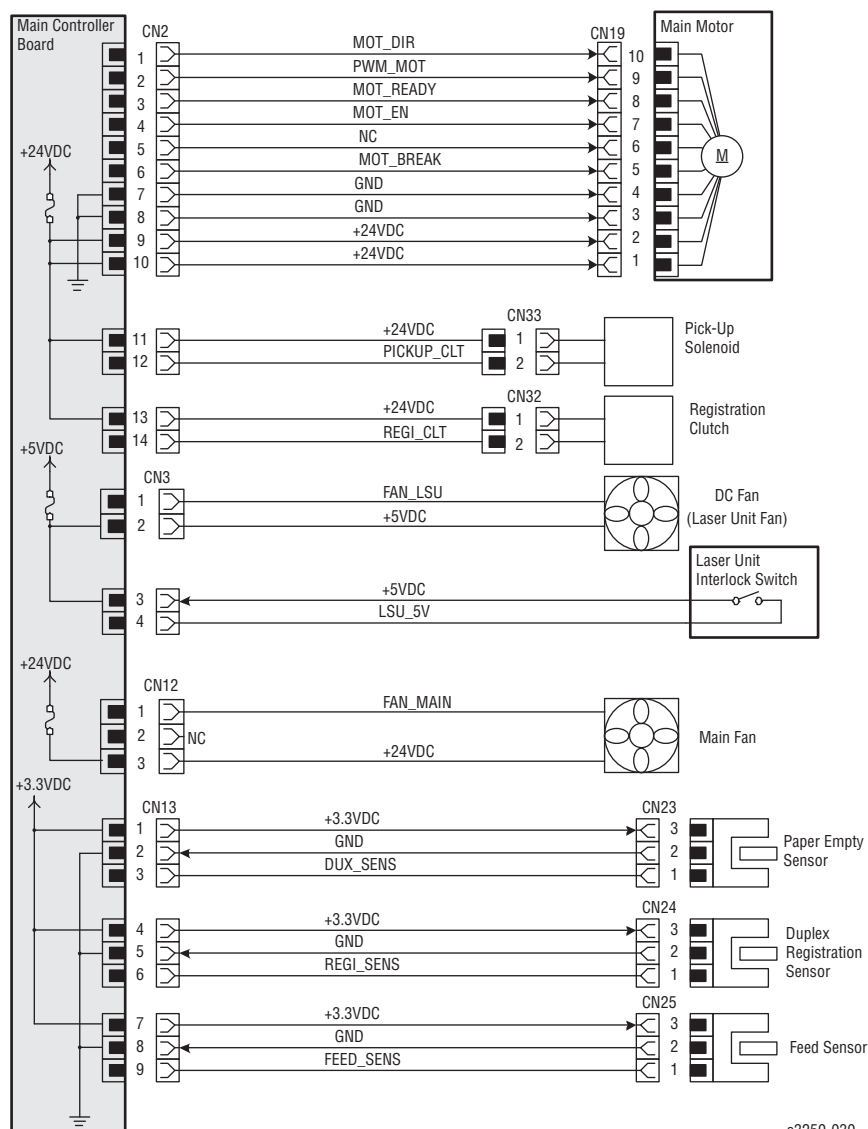 Main Controller
Board
CN2
CN19
Main Motor
1 MOT_DIR 10
2 PWM_MOT 9
3 MOT_READY 8
4 MOT_EN 7
+24VDC
5 NC 6
6 MOT_BREAK 5
M
7 GND 4
8 GND 3
9 +24VDC 2
10 +24VDC 1
CN33
11 +24VDC 1
12 PICKUP_CLT 2
Pick-Up
Solenoid
CN32
13 +24VDC 1
14 REGI_CLT 2
Registration
Clutch
+5VDC
CN3
1 FAN_LSU
2 +5VDC
DC Fan
(Laser Unit Fan)
Laser Unit
Interlock Switch
3 +5VDC
4 LSU_5V
+24VDC
CN12
1 FAN_MAIN
2 NC
3 +24VDC
Main Fan
+3.3VDC
CN13
CN23
1 +3.3VDC 3
2 GND 2
3 DUX_SENS 1
Paper Empty
Sensor
CN24
4 +3.3VDC 3
5 GND 2
6 REGI_SENS 1
Duplex
Registration
Sensor
CN25
7 +3.3VDC 3
8 GND 2
9 FEED_SENS 1
Feed Sensor